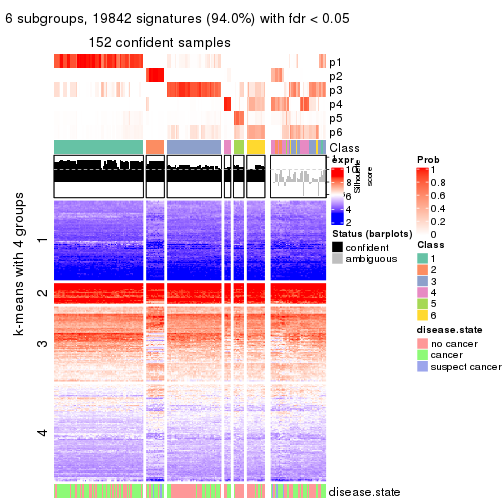 6 subgroups, 19842 signatures (94.0%) with fdr < 0.05
152 confident samples
p1
p2
p3
p4
p5
p6
Class
Silhouette
score
k-means with 4 groups
1
2
3
4
disease.state
expr
10
8
6
4
2
Status (barplots)
confident
ambiguous
Prob
1
0.8
0.6
0.4
0.2
0
Class
1
2
3
4
5
6
disease.state
no cancer
cancer
suspect cancer